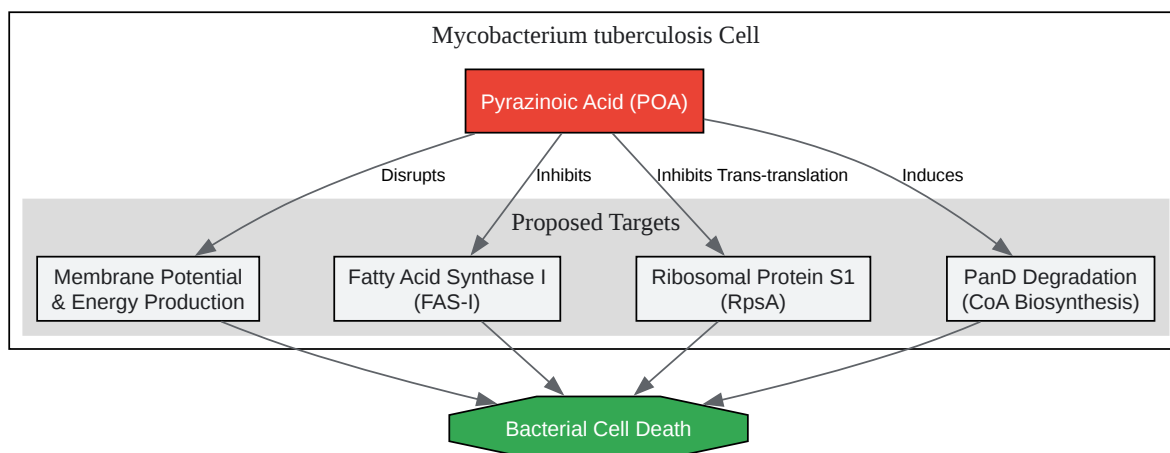 Mycobacterium tuberculosis Cell
Pyrazinoic Acid (POA)
Disrupts
Inhibits
Inhibits Trans-translation
Induces
Proposed Targets
Membrane Potential
& Energy Production
Fatty Acid Synthase I
(FAS-I)
Ribosomal Protein S1
(RpsA)
PanD Degradation
(CoA Biosynthesis)
Bacterial Cell Death